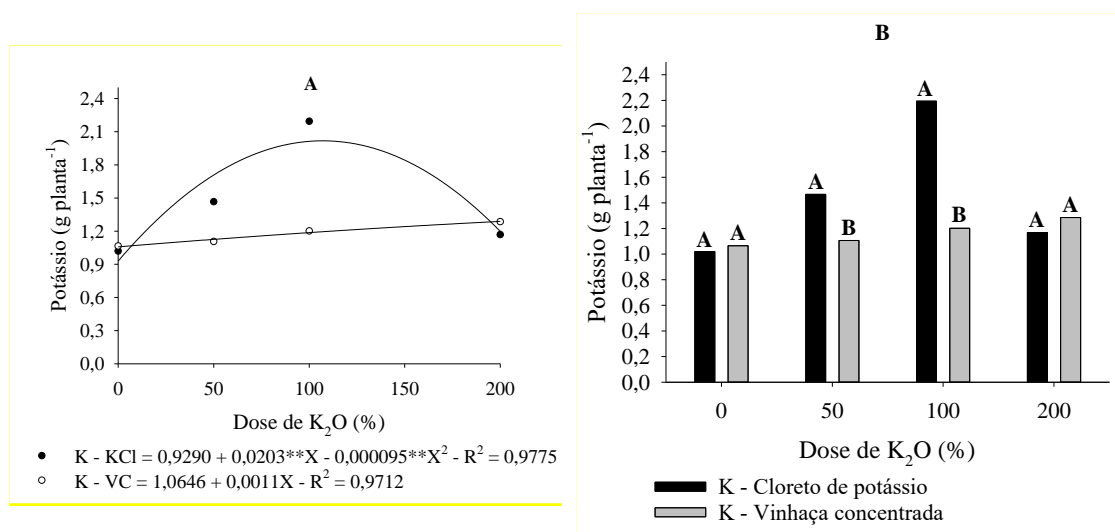 A
Potássio (g planta⁻¹)
2,4
2,1
1,8
1,5
1,2
0,9
0,6
0,3
0,0
0 50 100 150 200
Dose de K₂O (%)
● K - KCl = 0,9290 + 0,0203**X - 0,000095**X² - R² = 0,9775
○ K - VC = 1,0646 + 0,0011X - R² = 0,9712
B
Potássio (g planta⁻¹)
2,4
2,2
2,0
1,8
1,6
1,4
1,2
1,0
0,8
0,6
0,4
0,2
0,0
A A A B A B A A
0 50 100 200
Dose de K₂O (%)
K - Cloreto de potássio
K - Vinhaça concentrada